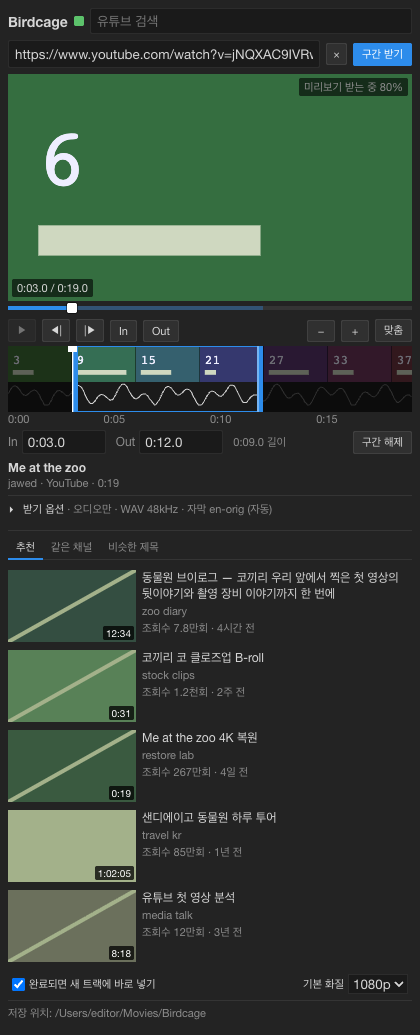 Birdcage 유튜브 검색
https://www.youtube.com/watch?v=jNQXAC9IVRv × 구간 받기
미리보기 받는 중 80%
6
0:03.0 / 0:19.0
In Out − + 맞춤
3 9 15 21 27 33 37
0:00 0:05 0:10 0:15
In 0:03.0 Out 0:12.0 0:09.0 길이 구간 해제
Me at the zoo
jawed · YouTube · 0:19
받기 옵션 · 오디오만 · WAV 48kHz · 자막 en-orig (자동)
추천 같은 채널 비슷한 제목
동물원 브이로그 — 코끼리 우리 앞에서 찍은 첫 영상의
뒷이야기와 촬영 장비 이야기까지 한 번에
zoo diary
조회수 7.8만회 · 4시간 전
12:34
코끼리 코 클로즈업 B-roll
stock clips
조회수 1.2천회 · 2주 전
0:31
Me at the zoo 4K 복원
restore lab
조회수 267만회 · 4일 전
0:19
샌디에이고 동물원 하루 투어
travel kr
조회수 85만회 · 1년 전
1:02:05
유튜브 첫 영상 분석
media talk
조회수 12만회 · 3년 전
8:18
완료되면 새 트랙에 바로 넣기 기본 화질 1080p
저장 위치: /Users/editor/Movies/Birdcage